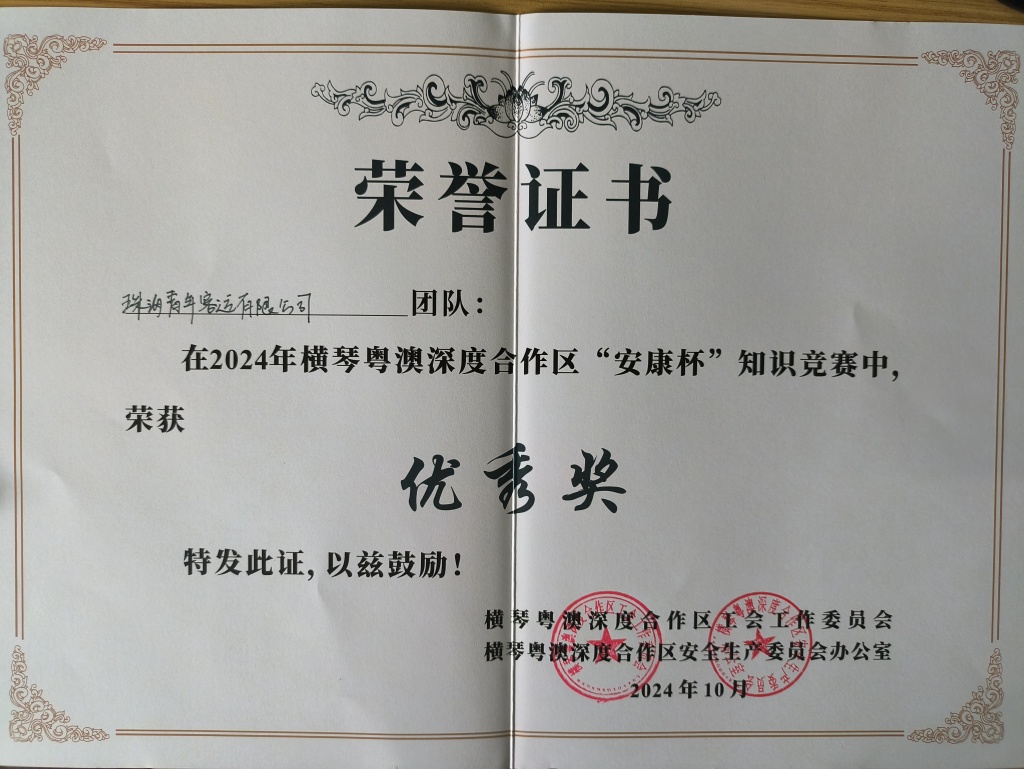 荣誉证书
珠海青年客运有限公司团队：
在2024年横琴粤澳深度合作区“安康杯”知识竞赛中，
荣获
优秀奖
特发此证，以兹鼓励！
横琴粤澳深度合作区工会工作委员会
横琴粤澳深度合作区安全生产委员会办公室
2024年10月